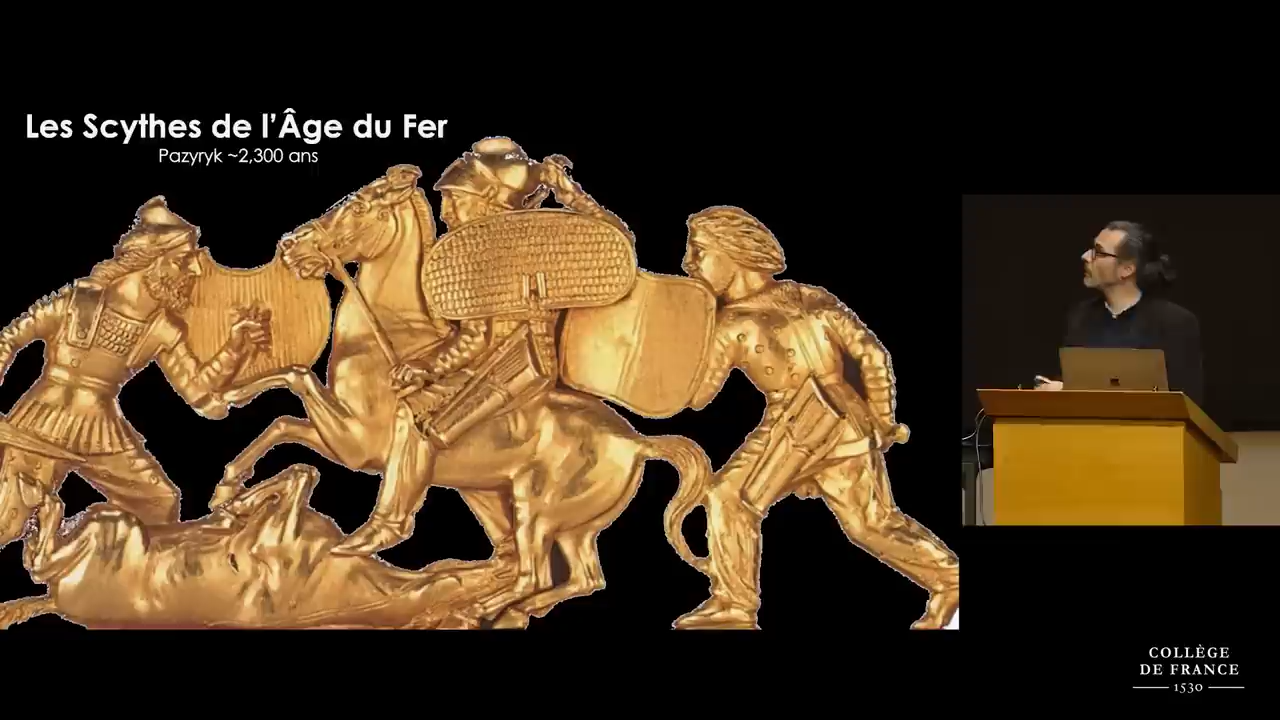 Les Scythes de l'Âge du Fer
Pazyryk ~2,300 ans
COLLÈGE
DE FRANCE
1530